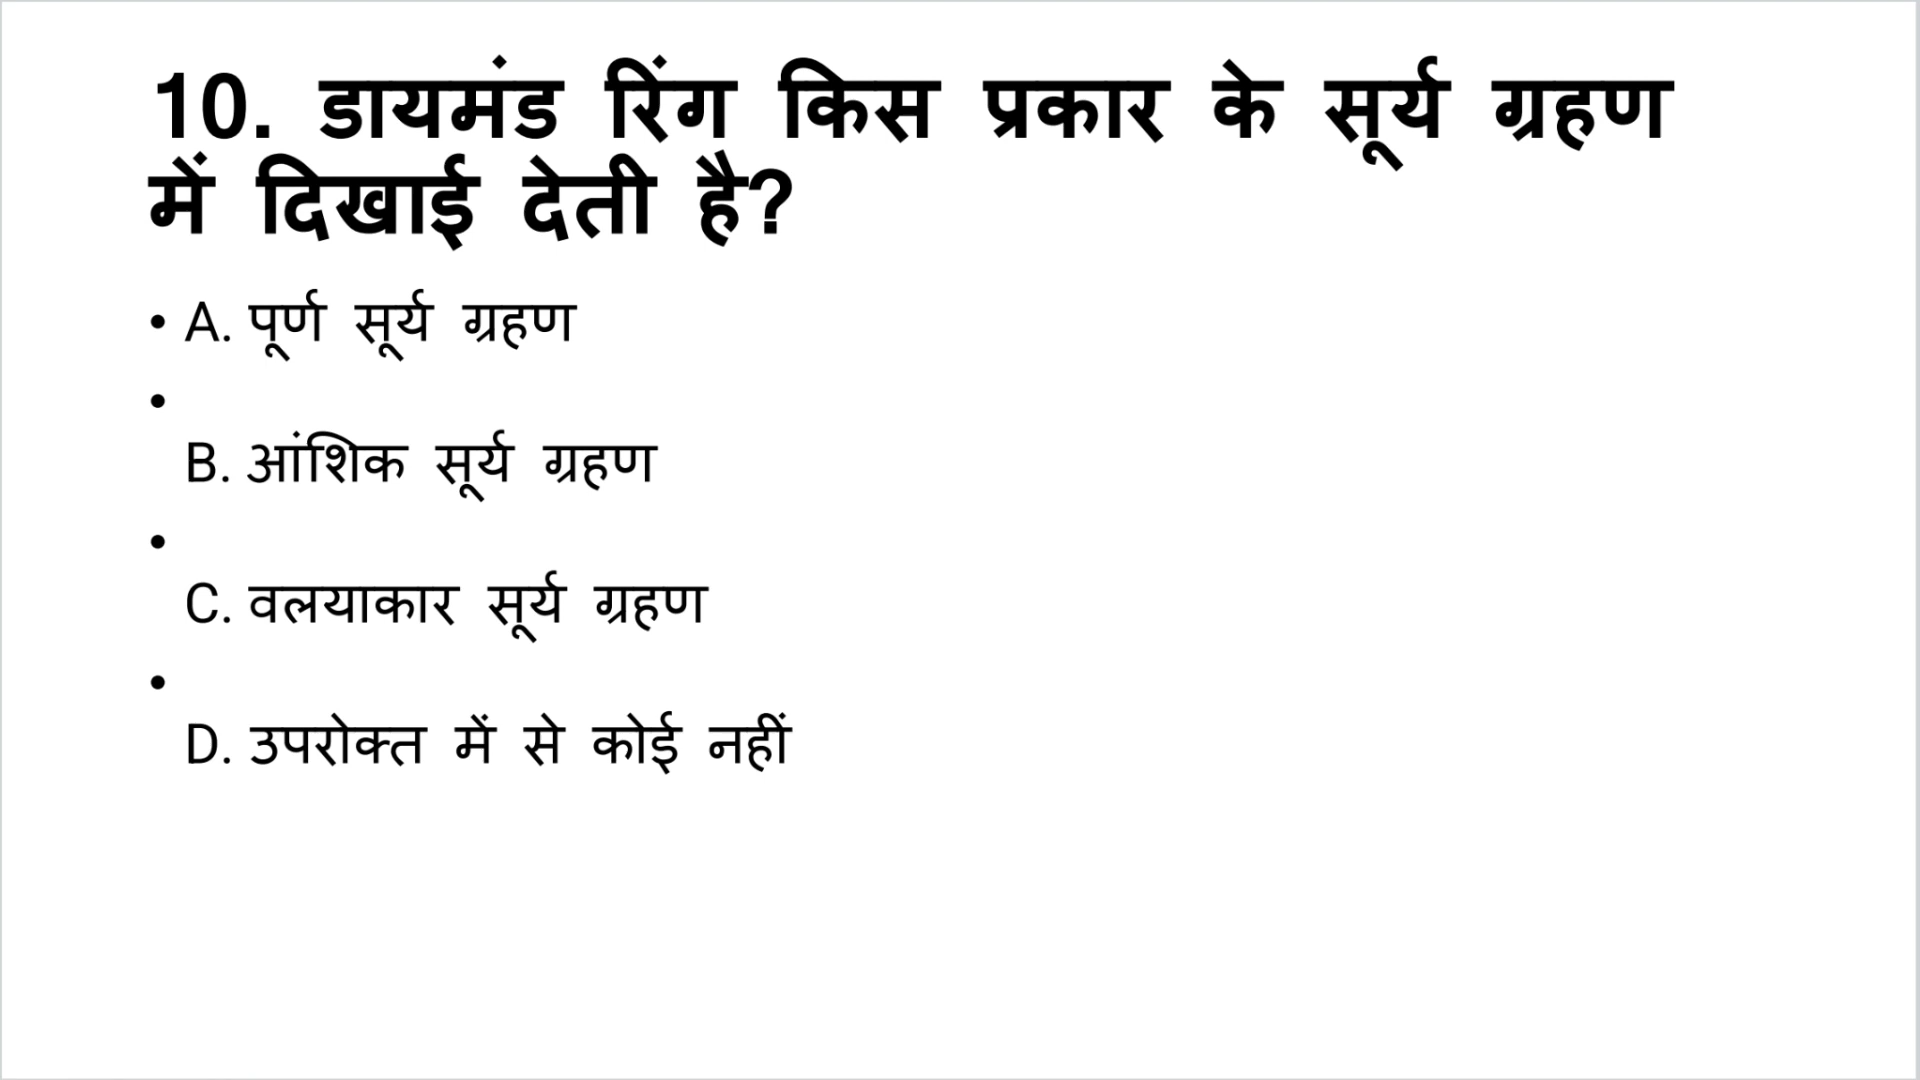 10. डायमंड रिंग किस प्रकार के सूर्य ग्रहण
में दिखाई देती है?
• A. पूर्ण सूर्य ग्रहण
•
B. आंशिक सूर्य ग्रहण
•
C. वलयाकार सूर्य ग्रहण
•
D. उपरोक्त में से कोई नहीं